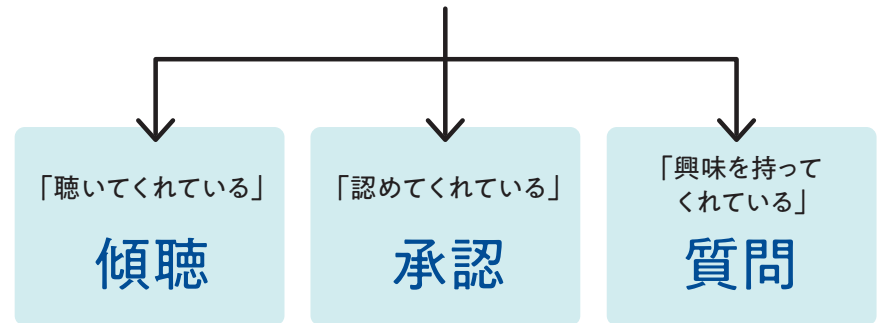 「聴いてくれている」
傾聴
「認めてくれている」
承認
「興味を持って
くれている」
質問